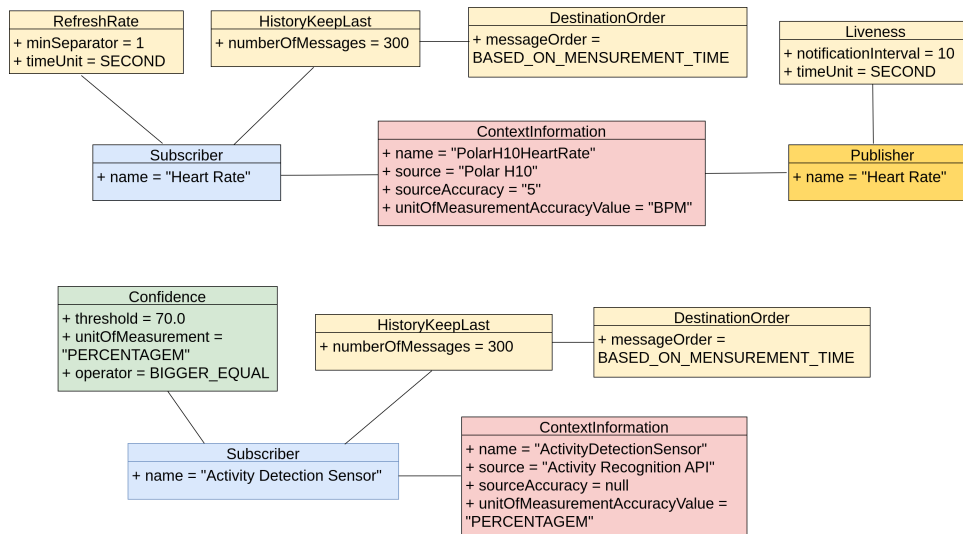 RefreshRate
+ minSeparator = 1
+ timeUnit = SECOND
HistoryKeepLast
+ numberOfMessages = 300
DestinationOrder
+ messageOrder =
BASED_ON_MENSUREMENT_TIME
Liveness
+ notificationInterval = 10
+ timeUnit = SECOND
Subscriber
+ name = "Heart Rate"
ContextInformation
+ name = "PolarH10HeartRate"
+ source = "Polar H10"
+ sourceAccuracy = "5"
+ unitOfMeasurementAccuracyValue = "BPM"
Publisher
+ name = "Heart Rate"
Confidence
+ threshold = 70.0
+ unitOfMeasurement =
"PERCENTAGEM"
+ operator = BIGGER_EQUAL
HistoryKeepLast
+ numberOfMessages = 300
DestinationOrder
+ messageOrder =
BASED_ON_MENSUREMENT_TIME
Subscriber
+ name = "Activity Detection Sensor"
ContextInformation
+ name = "ActivityDetectionSensor"
+ source = "Activity Recognition API"
+ sourceAccuracy = null
+ unitOfMeasurementAccuracyValue =
"PERCENTAGEM"